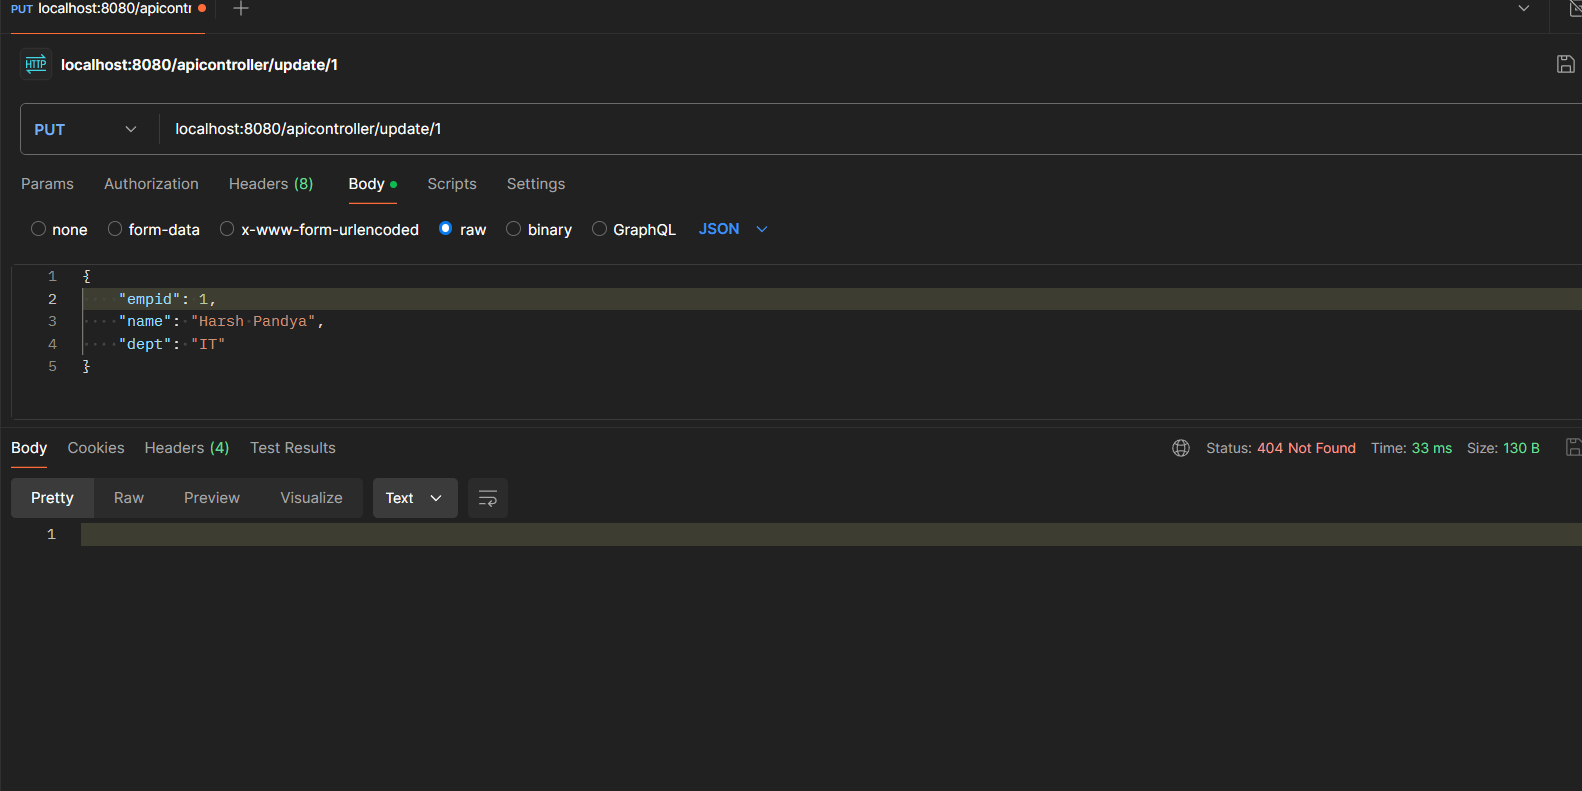 PUT localhost:8080/apicontr
HTTP localhost:8080/apicontroller/update/1
PUT localhost:8080/apicontroller/update/1
Params Authorization Headers (8) Body Scripts Settings
none form-data x-www-form-urlencoded raw binary GraphQL JSON
1 {
2 "empid": 1,
3 "name": "Harsh Pandya",
4 "dept": "IT"
5 }
Body Cookies Headers (4) Test Results Status: 404 Not Found Time: 33 ms Size: 130 B
Pretty Raw Preview Visualize Text
1